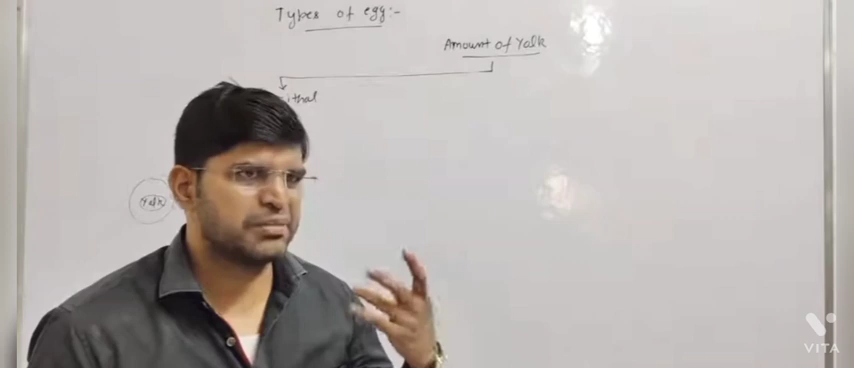 Types of egg:-
Amount of Yolk
ithal
Yolk
VITA